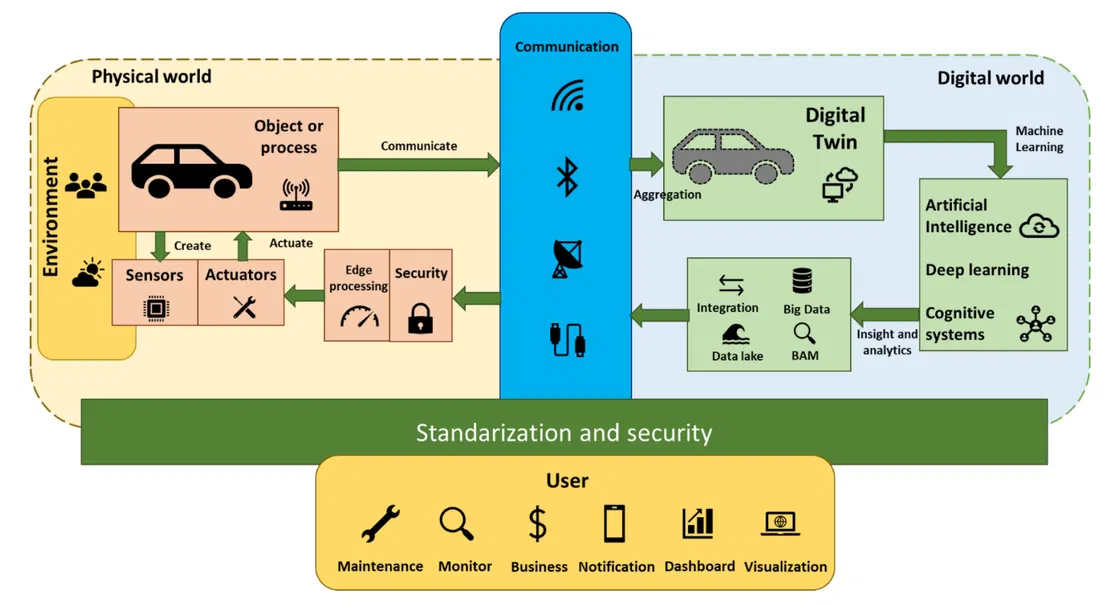 Communication
Physical world
Digital world
Environment
Object or
process
Communicate
Create
Actuate
Sensors
Actuators
Edge
processing
Security
Aggregation
Digital
Twin
Machine
Learning
Artificial
Intelligence
Deep learning
Cognitive
systems
Insight and
analytics
Integration
Big Data
Data lake
BAM
Standarization and security
User
Maintenance
Monitor
Business
Notification
Dashboard
Visualization